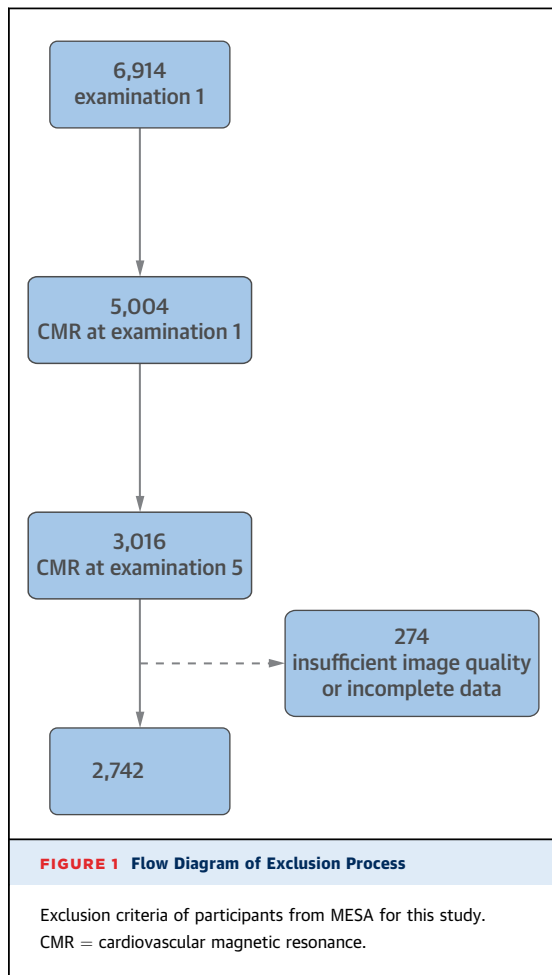 6,914
examination 1
5,004
CMR at examination 1
3,016
CMR at examination 5
274
insufficient image quality
or incomplete data
2,742
FIGURE 1 Flow Diagram of Exclusion Process
Exclusion criteria of participants from MESA for this study.
CMR = cardiovascular magnetic resonance.